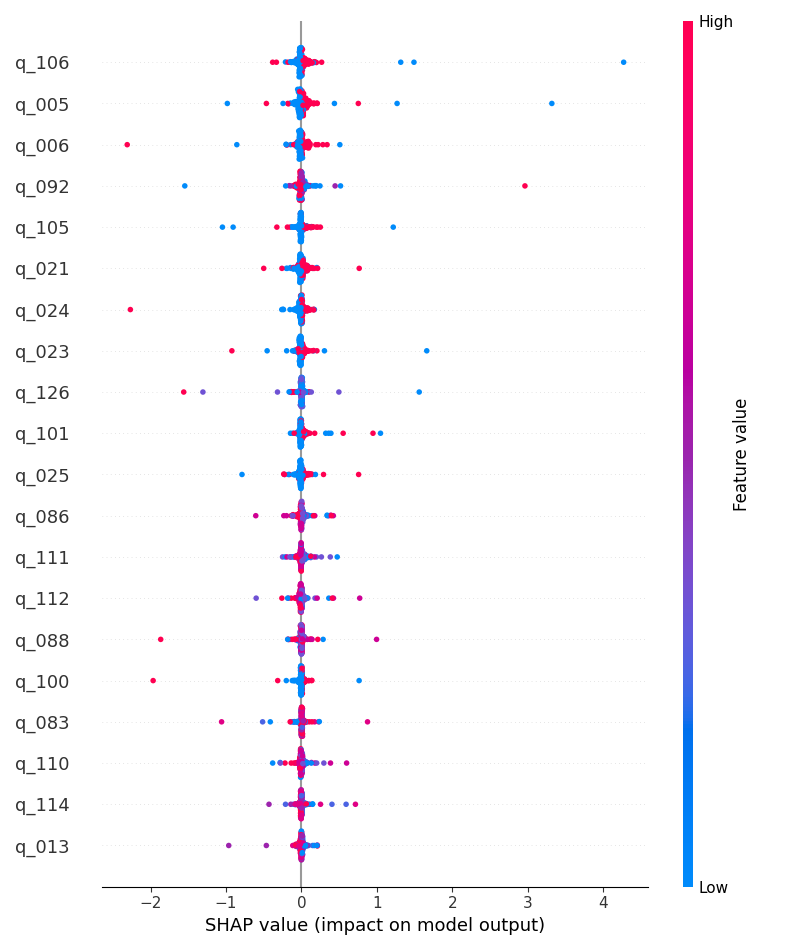 High
q_106
q_005
q_006
q_092
q_105
q_021
q_024
q_023
q_126
q_101
q_025
q_086
q_111
q_112
q_088
q_100
q_083
q_110
q_114
q_013
Feature value
Low
−2 −1 0 1 2 3 4
SHAP value (impact on model output)